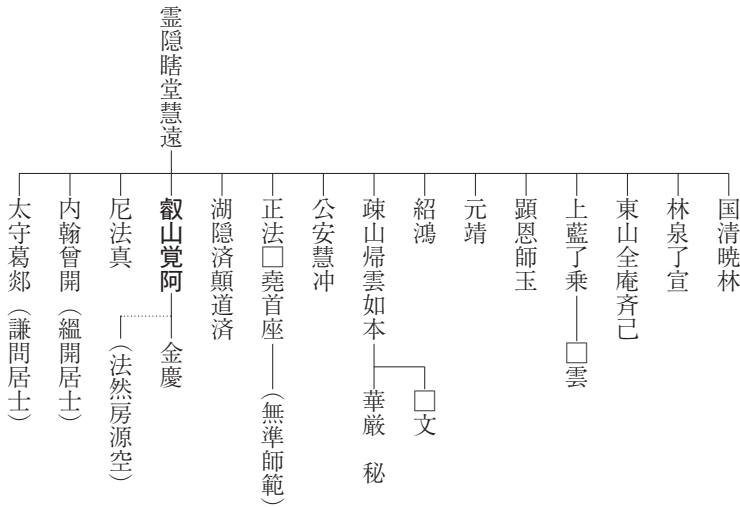 霊隠瞎堂慧遠
国清暁林
林泉了宣
東山全庵斉己
上藍了乗
□雲
顕恩師玉
元靖
紹鴻
疎山帰雲如本
□文
華厳 秘
公安慧冲
正法□堯首座
（無準師範）
湖隠済顛道済
叡山覚阿
金慶
（法然房源空）
尼法真
内翰曾開（縕開居士）
太守葛郯（謙問居士）